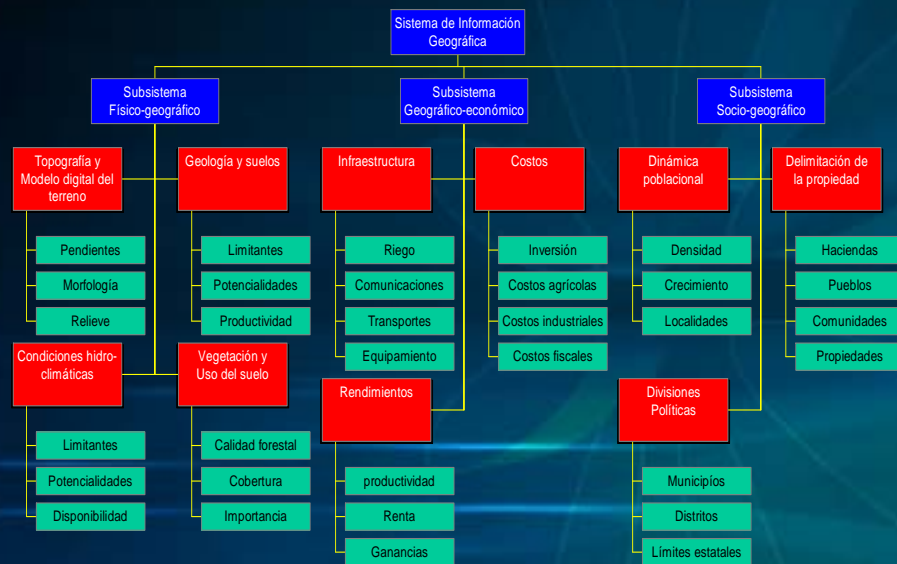 Sistema de Información
Geográfica
Subsistema
Físico-geográfico
Subsistema
Geográfico-económico
Subsistema
Socio-geográfico
Topografía y
Modelo digital del
terreno
Geología y suelos
Infraestructura
Costos
Dinámica
poblacional
Delimitación de
la propiedad
Pendientes
Morfología
Relieve
Limitantes
Potencialidades
Productividad
Riego
Comunicaciones
Transportes
Equipamiento
Inversión
Costos agrícolas
Costos industriales
Costos fiscales
Densidad
Crecimiento
Localidades
Haciendas
Pueblos
Comunidades
Propiedades
Condiciones hidro-
climáticas
Vegetación y
Uso del suelo
Rendimientos
Divisiones
Políticas
Limitantes
Potencialidades
Disponibilidad
Calidad forestal
Cobertura
Importancia
productividad
Renta
Ganancias
Municipíos
Distritos
Límites estatales